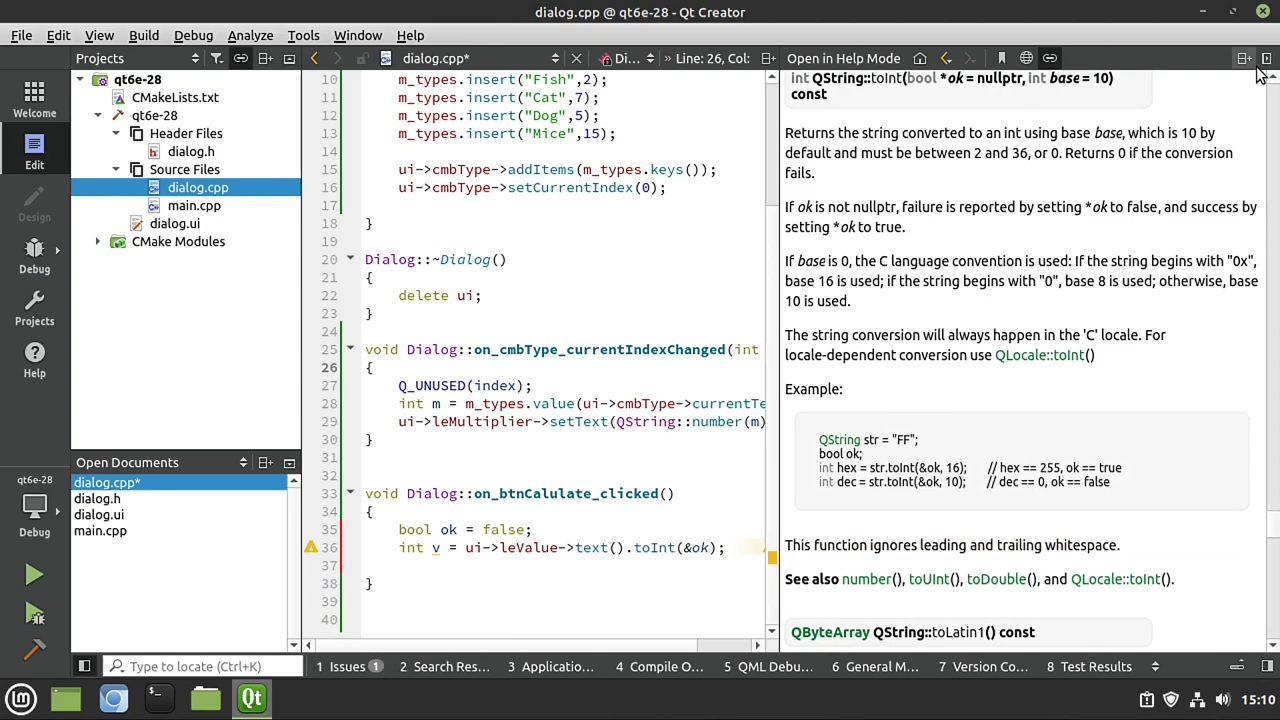 dialog.cpp @ qt6e-28 - Qt Creator
File Edit View Build Debug Analyze Tools Window Help
Projects
dialog.cpp*
Di...
» Line: 26, Col:
Open in Help Mode
Welcome
Edit
Design
Debug
Projects
Help
qt6e-28
Debug
qt6e-28
CMakeLists.txt
qt6e-28
Header Files
dialog.h
Source Files
dialog.cpp
main.cpp
dialog.ui
CMake Modules
Open Documents
dialog.cpp*
dialog.h
dialog.ui
main.cpp
10 m_types.insert("Fish",2);
11 m_types.insert("Cat",7);
12 m_types.insert("Dog",5);
13 m_types.insert("Mice",15);
14
15 ui->cmbType->addItems(m_types.keys());
16 ui->cmbType->setCurrentIndex(0);
17
18 }
19
20 Dialog::~Dialog()
21 {
22 delete ui;
23 }
24
25 void Dialog::on_cmbType_currentIndexChanged(int
26 {
27 Q_UNUSED(index);
28 int m = m_types.value(ui->cmbType->currentTe
29 ui->leMultiplier->setText(QString::number(m)
30 }
31
32
33 void Dialog::on_btnCalulate_clicked()
34 {
35 bool ok = false;
36 int v = ui->leValue->text().toInt(&ok);
37
38 }
39
40
int QString::toInt(bool *ok = nullptr, int base = 10)
const
Returns the string converted to an int using base base, which is 10 by
default and must be between 2 and 36, or 0. Returns 0 if the conversion
fails.
If ok is not nullptr, failure is reported by setting *ok to false, and success by
setting *ok to true.
If base is 0, the C language convention is used: If the string begins with "0x",
base 16 is used; if the string begins with "0", base 8 is used; otherwise, base
10 is used.
The string conversion will always happen in the 'C' locale. For
locale-dependent conversion use QLocale::toInt()
Example:
QString str = "FF";
bool ok;
int hex = str.toInt(&ok, 16); // hex == 255, ok == true
int dec = str.toInt(&ok, 10); // dec == 0, ok == false
This function ignores leading and trailing whitespace.
See also number(), toUInt(), toDouble(), and QLocale::toInt().
QByteArray QString::toLatin1() const
Type to locate (Ctrl+K)
1 Issues 1
2 Search Res...
3 Applicatio...
4 Compile O...
5 QML Debu...
6 General M...
7 Version Co...
8 Test Results
Qt
15:10